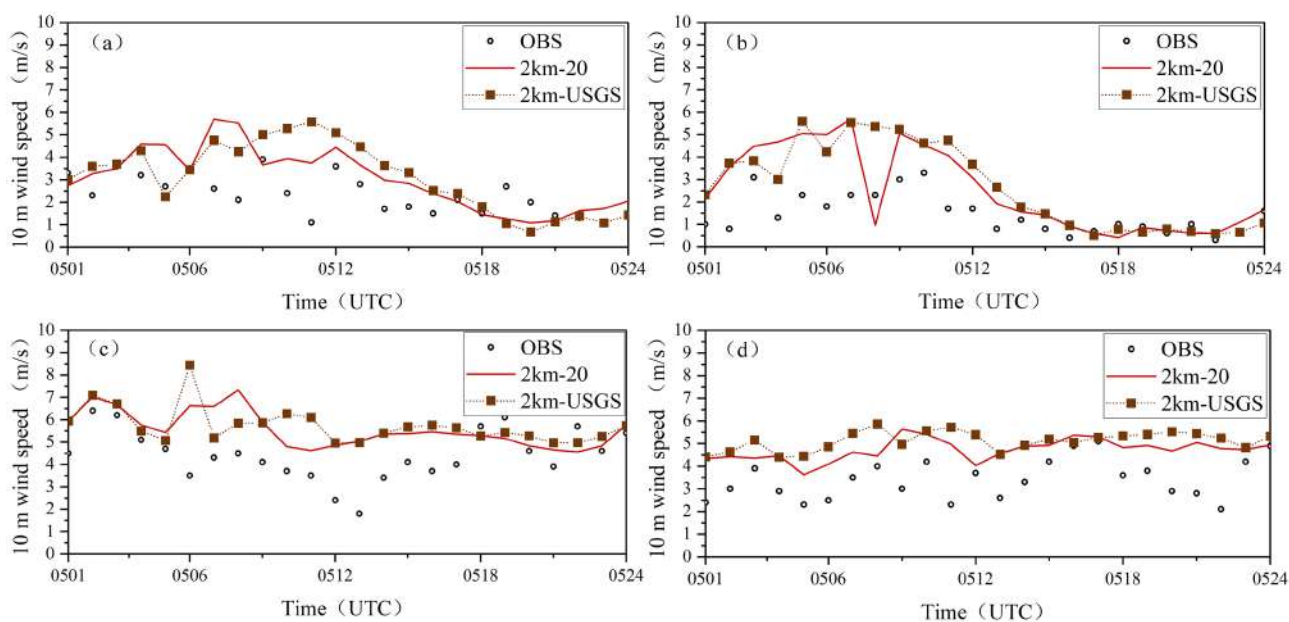 10 m wind speed (m/s)
10
9
8
7
6
5
4
3
2
1
0
(a)
OBS
2km-20
2km-USGS
0501
0506
0512
0518
0524
Time (UTC)
10 m wind speed (m/s)
10
9
8
7
6
5
4
3
2
1
0
(b)
OBS
2km-20
2km-USGS
0501
0506
0512
0518
0524
Time (UTC)
10 m wind speed (m/s)
10
9
8
7
6
5
4
3
2
1
0
(c)
OBS
2km-20
2km-USGS
0501
0506
0512
0518
0524
Time (UTC)
10 m wind speed (m/s)
10
9
8
7
6
5
4
3
2
1
0
(d)
OBS
2km-20
2km-USGS
0501
0506
0512
0518
0524
Time (UTC)